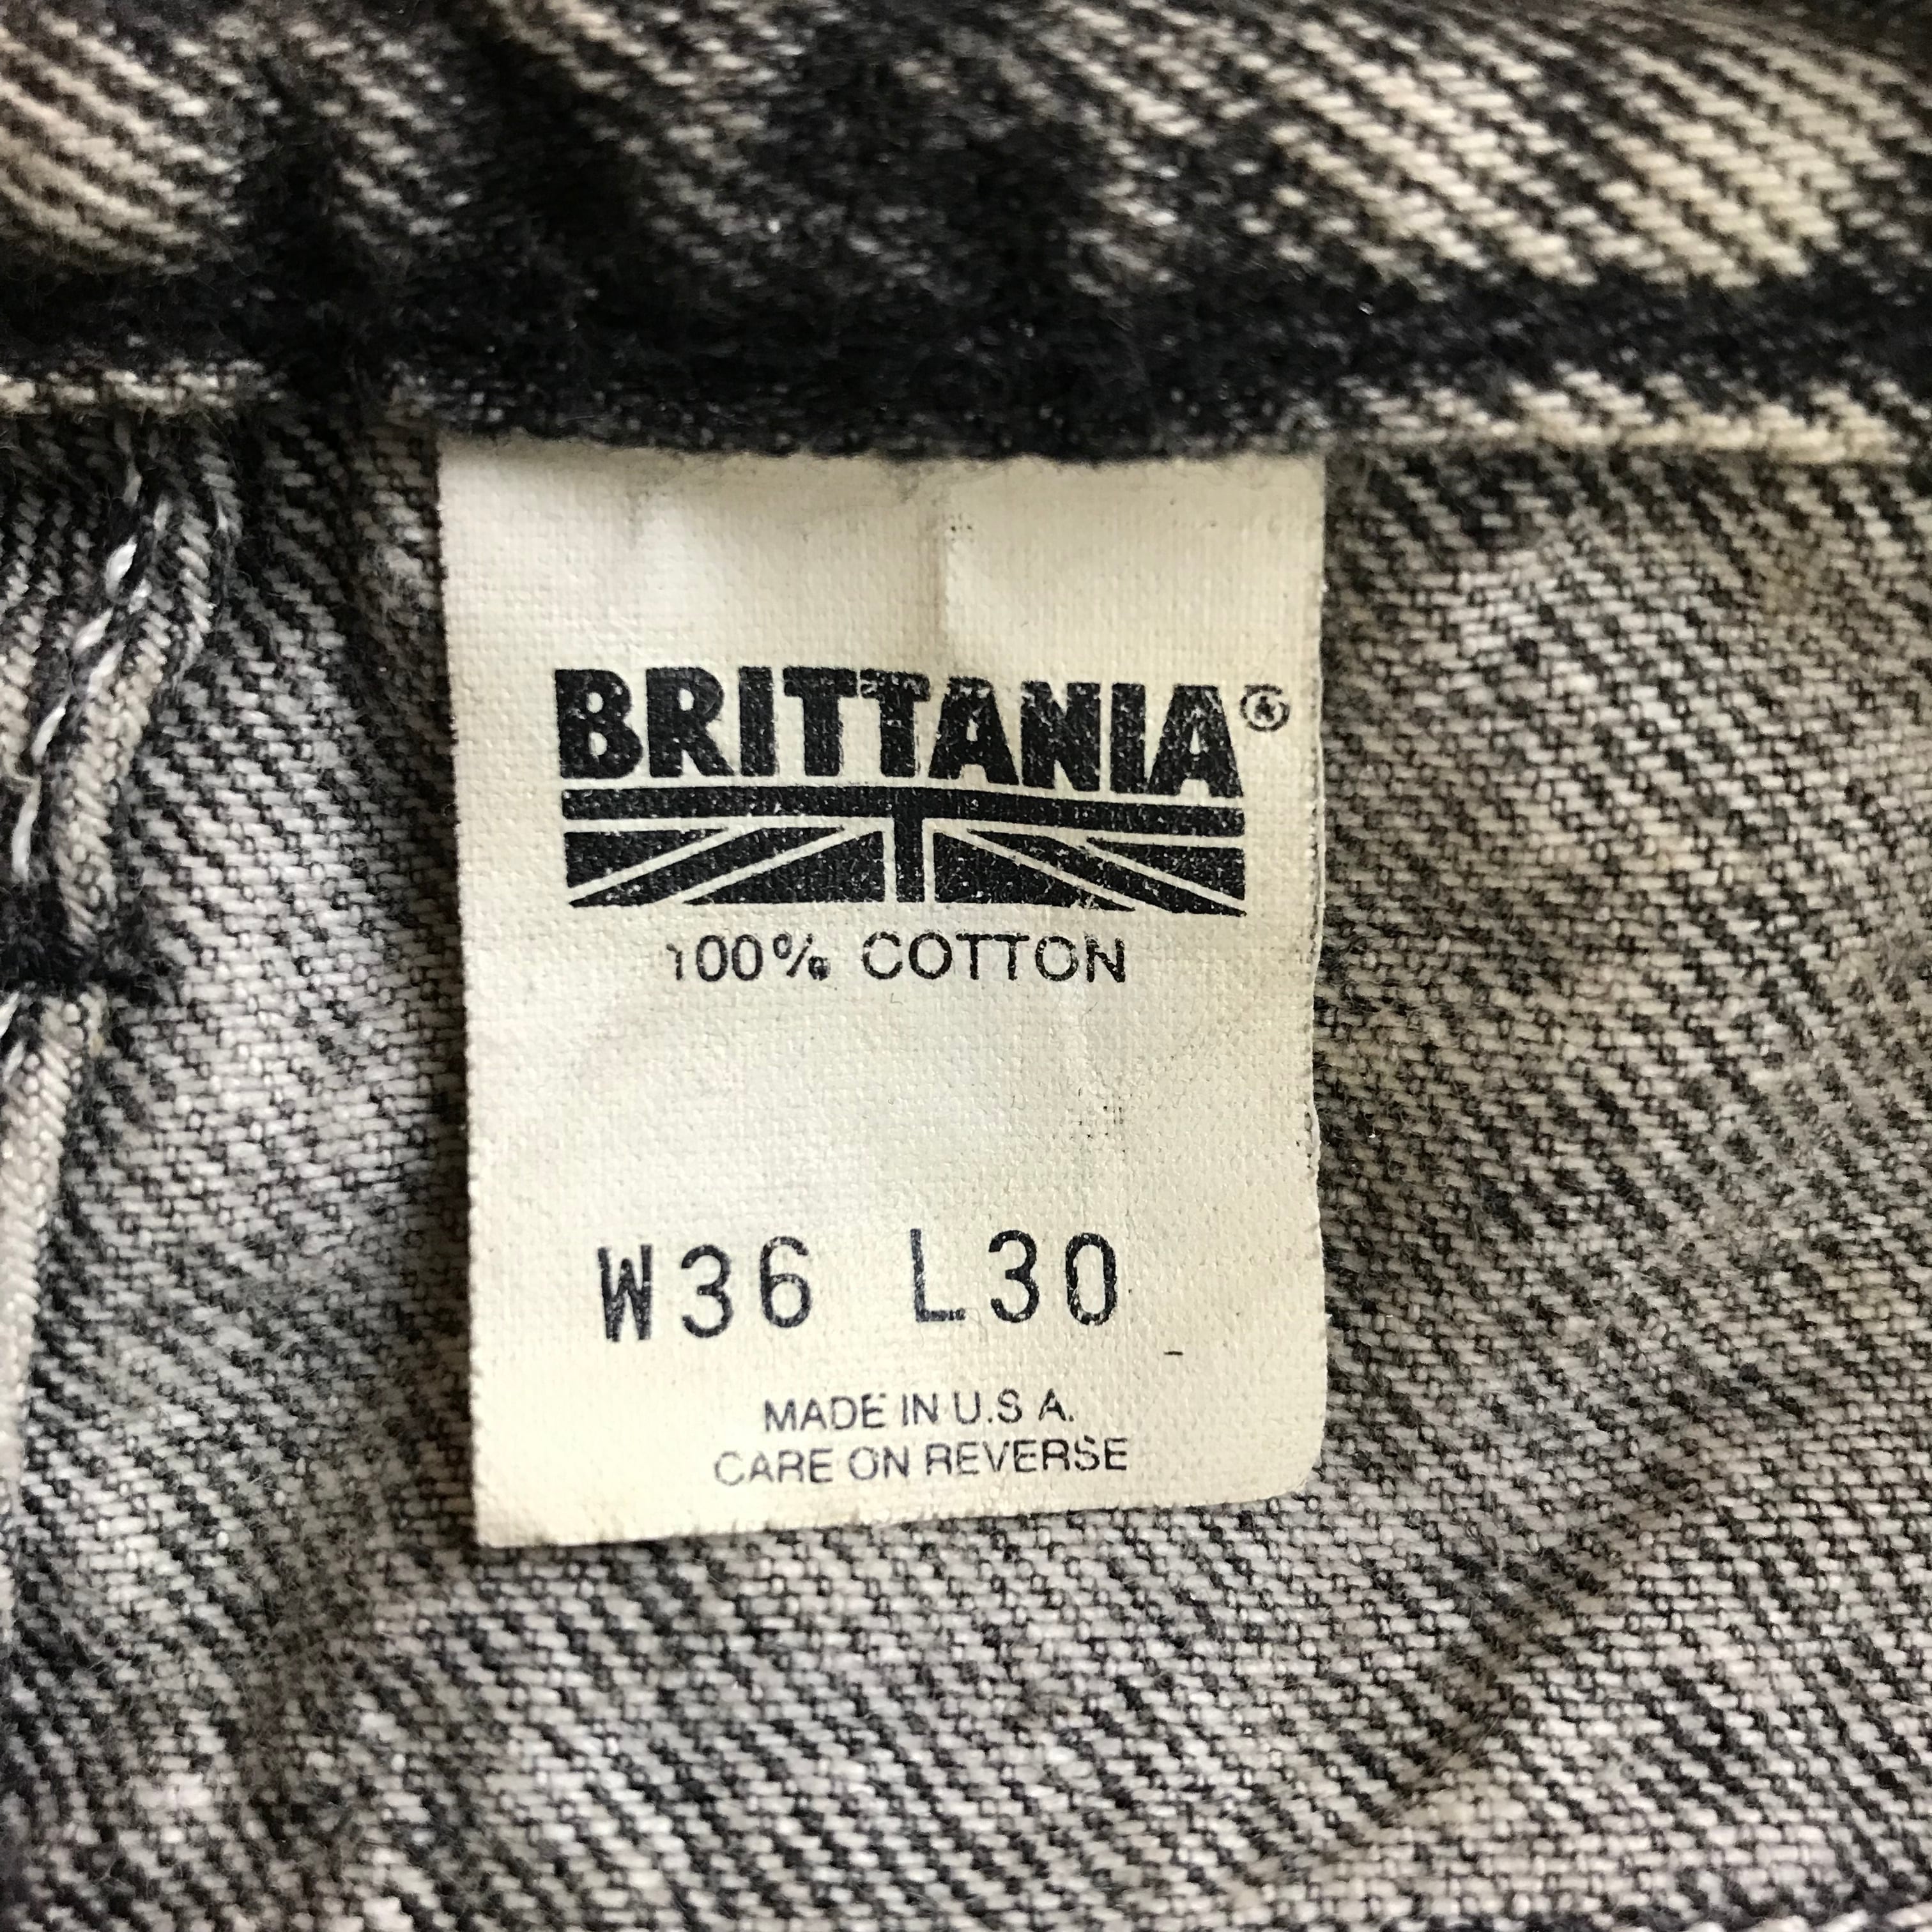 BRITTANIA®
100% COTTON
W36 L30
MADE IN U.S.A.
CARE ON REVERSE